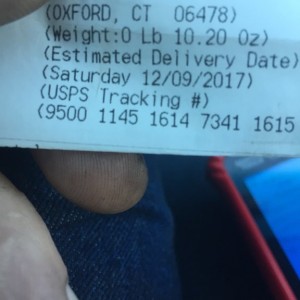 (OXFORD, CT 06478)
(Weight:0 Lb 10.20 Oz)
(Estimated Delivery Date)
(Saturday 12/09/2017)
(USPS Tracking #)
(9500 1145 1614 7341 1615